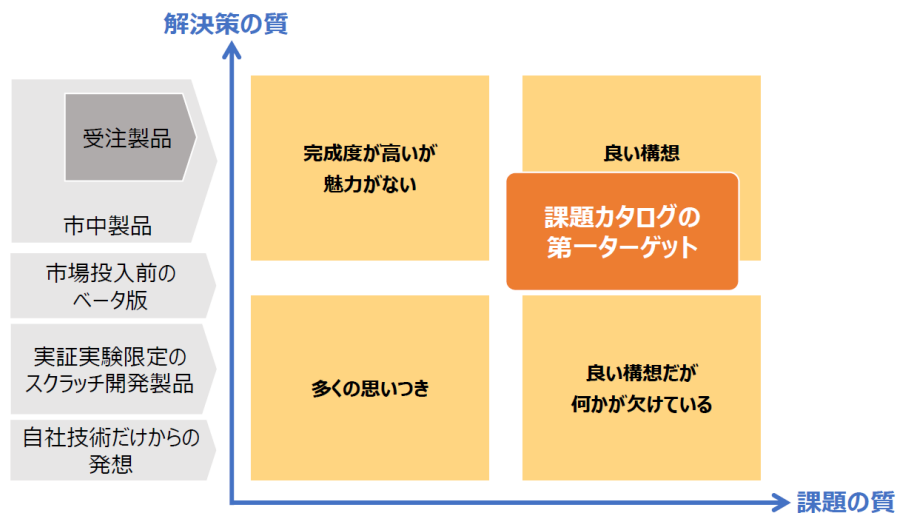 解決策の質
受注製品
市中製品
市場投入前の
ベータ版
実証実験限定の
スクラッチ開発製品
自社技術だけからの
発想
完成度が高いが
魅力がない
良い構想
課題カタログの
第一ターゲット
多くの思いつき
良い構想だが
何かが欠けている
課題の質